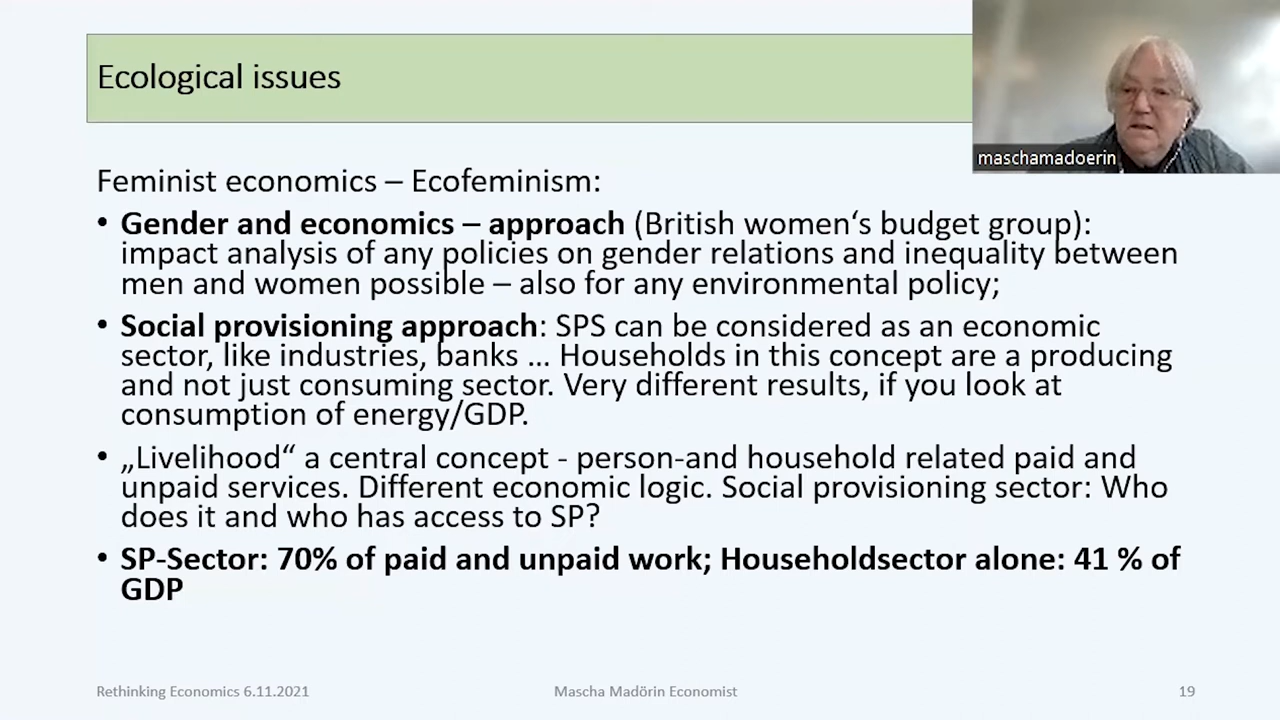 Ecological issues
maschamadoerin
Feminist economics – Ecofeminism:
• Gender and economics – approach (British women‘s budget group):
impact analysis of any policies on gender relations and inequality between
men and women possible – also for any environmental policy;
• Social provisioning approach: SPS can be considered as an economic
sector, like industries, banks … Households in this concept are a producing
and not just consuming sector. Very different results, if you look at
consumption of energy/GDP.
• „Livelihood“ a central concept - person-and household related paid and
unpaid services. Different economic logic. Social provisioning sector: Who
does it and who has access to SP?
• SP-Sector: 70% of paid and unpaid work; Householdsector alone: 41 % of
GDP
Rethinking Economics 6.11.2021
Mascha Madörin Economist
19